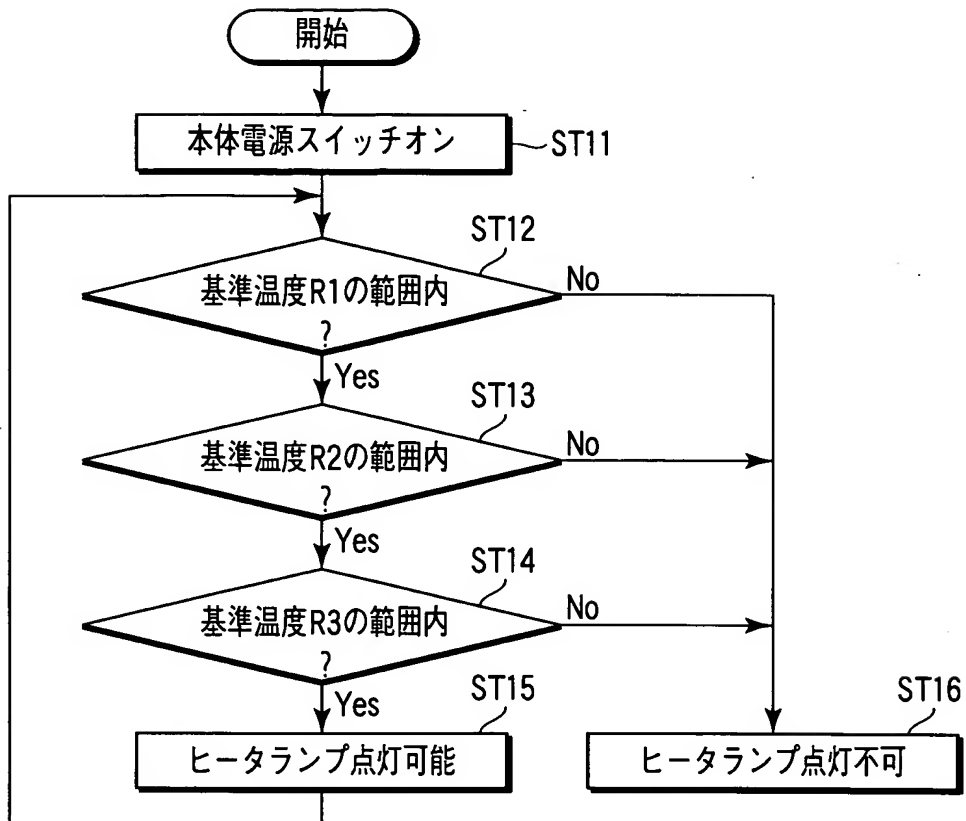 開始
本体電源スイッチオン
ST11
ST12
基準温度R1の範囲内
?
No
Yes
ST13
基準温度R2の範囲内
?
No
Yes
ST14
基準温度R3の範囲内
?
No
Yes
ST15
ヒータランプ点灯可能
ST16
ヒータランプ点灯不可